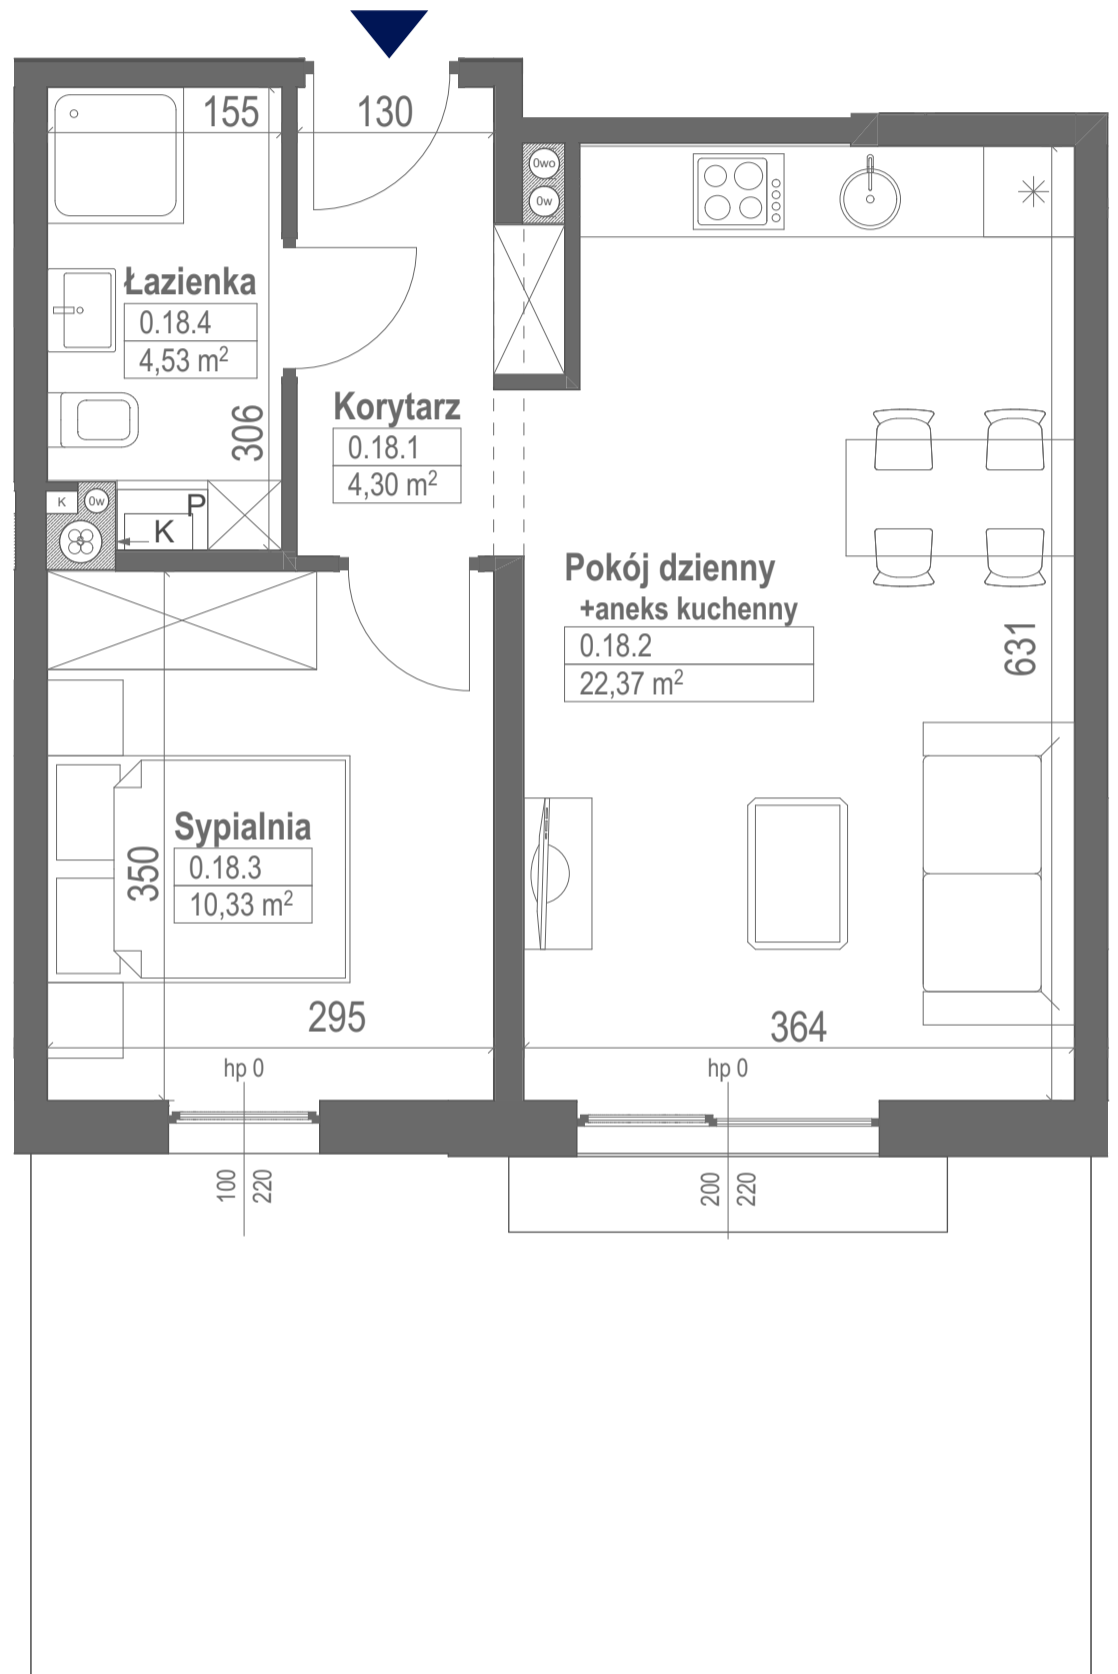 155
130
0wo
0w
Łazienka
0.18.4
4,53 m²
306
Korytarz
0.18.1
4,30 m²
K
0w
P
K
Pokój dzienny
+aneks kuchenny
0.18.2
22,37 m²
631
Sypialnia
0.18.3
10,33 m²
350
295
364
hp 0
hp 0
100
220
200
220